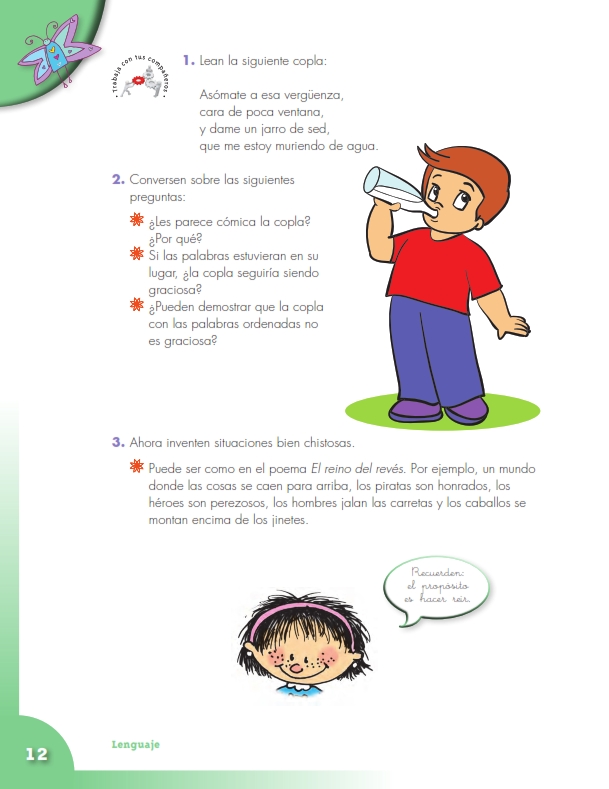 Trabaja con tus compañeros
1. Lean la siguiente copla:
Asómate a esa vergüenza,
cara de poca ventana,
y dame un jarro de sed,
que me estoy muriendo de agua.
2. Conversen sobre las siguientes
preguntas:
¿Les parece cómica la copla?
¿Por qué?
Si las palabras estuvieran en su
lugar, ¿la copla seguiría siendo
graciosa?
¿Pueden demostrar que la copla
con las palabras ordenadas no
es graciosa?
3. Ahora inventen situaciones bien chistosas.
Puede ser como en el poema El reino del revés. Por ejemplo, un mundo
donde las cosas se caen para arriba, los piratas son honrados, los
héroes son perezosos, los hombres jalan las carretas y los caballos se
montan encima de los jinetes.
Recuerden:
el propósito
es hacer reír.
12
Lenguaje